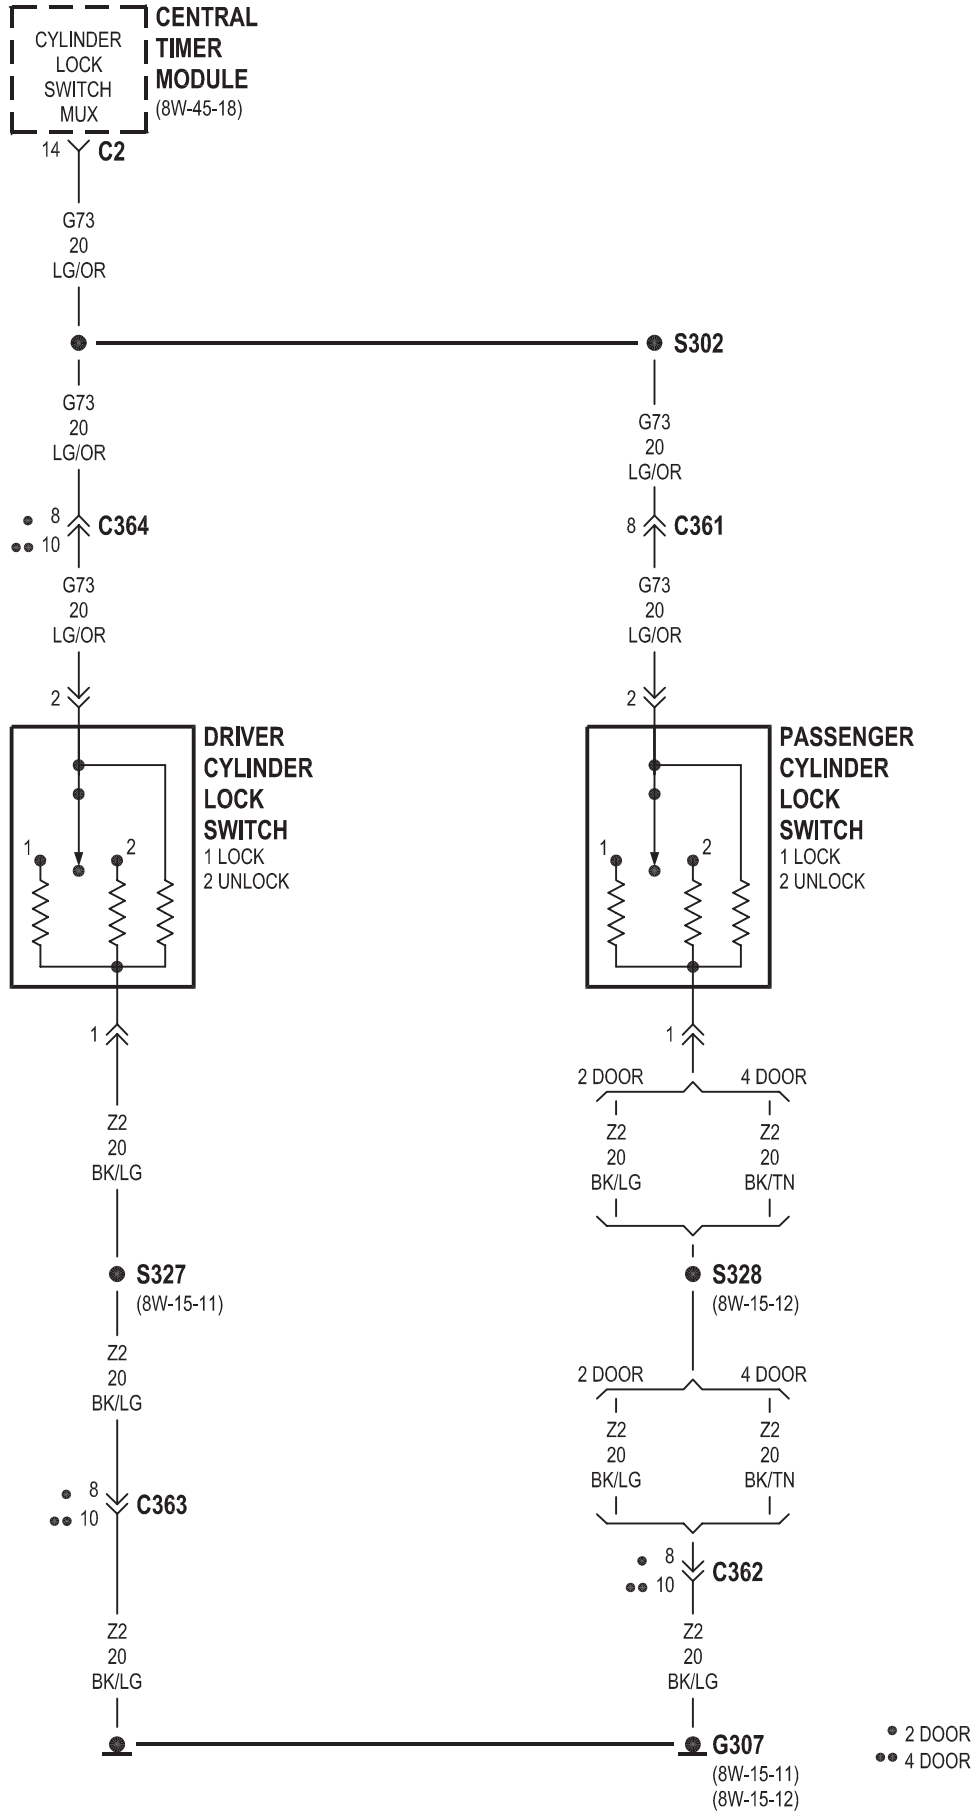 CYLINDER
LOCK
SWITCH
MUX
CENTRAL
TIMER
MODULE
(8W-45-18)
14
C2
G73
20
LG/OR
S302
G73
20
LG/OR
G73
20
LG/OR
8
10
C364
8
C361
G73
20
LG/OR
G73
20
LG/OR
2
2
DRIVER
CYLINDER
LOCK
SWITCH
1 LOCK
2 UNLOCK
1
2
PASSENGER
CYLINDER
LOCK
SWITCH
1 LOCK
2 UNLOCK
1
2
1
1
2 DOOR
4 DOOR
Z2
20
BK/LG
Z2
20
BK/LG
Z2
20
BK/TN
S327
(8W-15-11)
S328
(8W-15-12)
Z2
20
BK/LG
2 DOOR
4 DOOR
Z2
20
BK/LG
Z2
20
BK/TN
8
10
C363
8
10
C362
Z2
20
BK/LG
Z2
20
BK/LG
G307
(8W-15-11)
(8W-15-12)
2 DOOR
4 DOOR